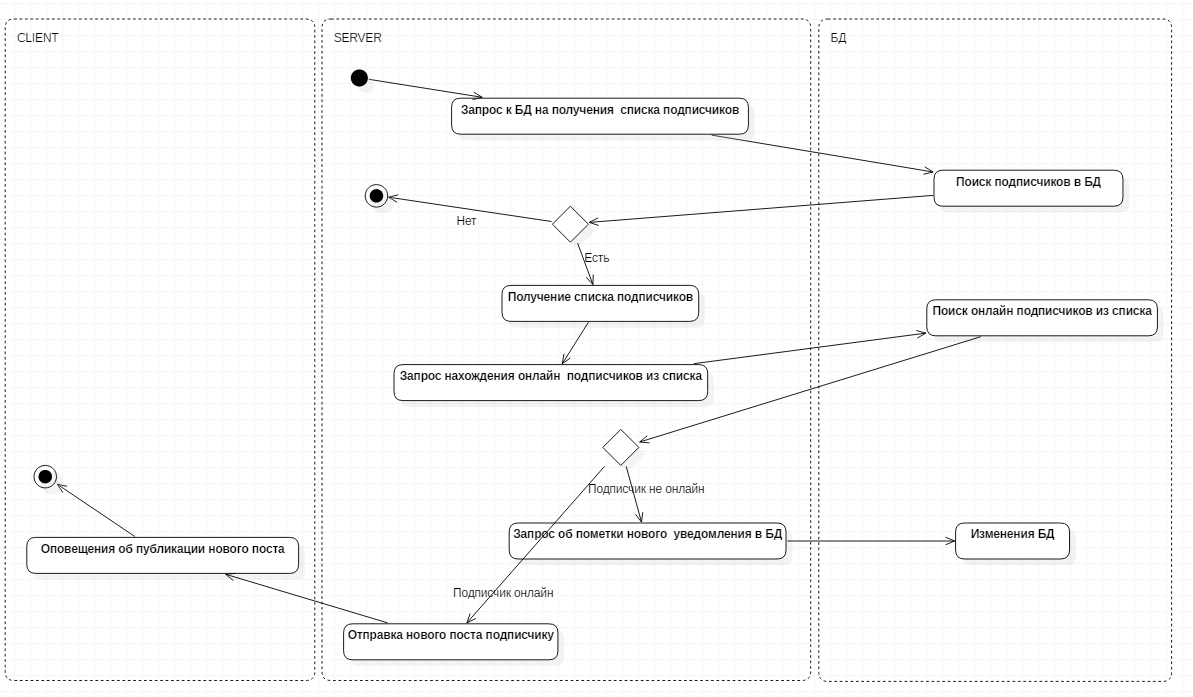 CLIENT
SERVER
БД
Запрос к БД на получения  списка подписчиков
Поиск подписчиков в БД
Нет
Есть
Получение списка подписчиков
Поиск онлайн подписчиков из списка
Запрос нахождения онлайн  подписчиков из списка
Подписчик не онлайн
Запрос об пометки нового  уведомления в БД
Изменения БД
Оповещения об публикации нового поста
Подписчик онлайн
Отправка нового поста подписчику